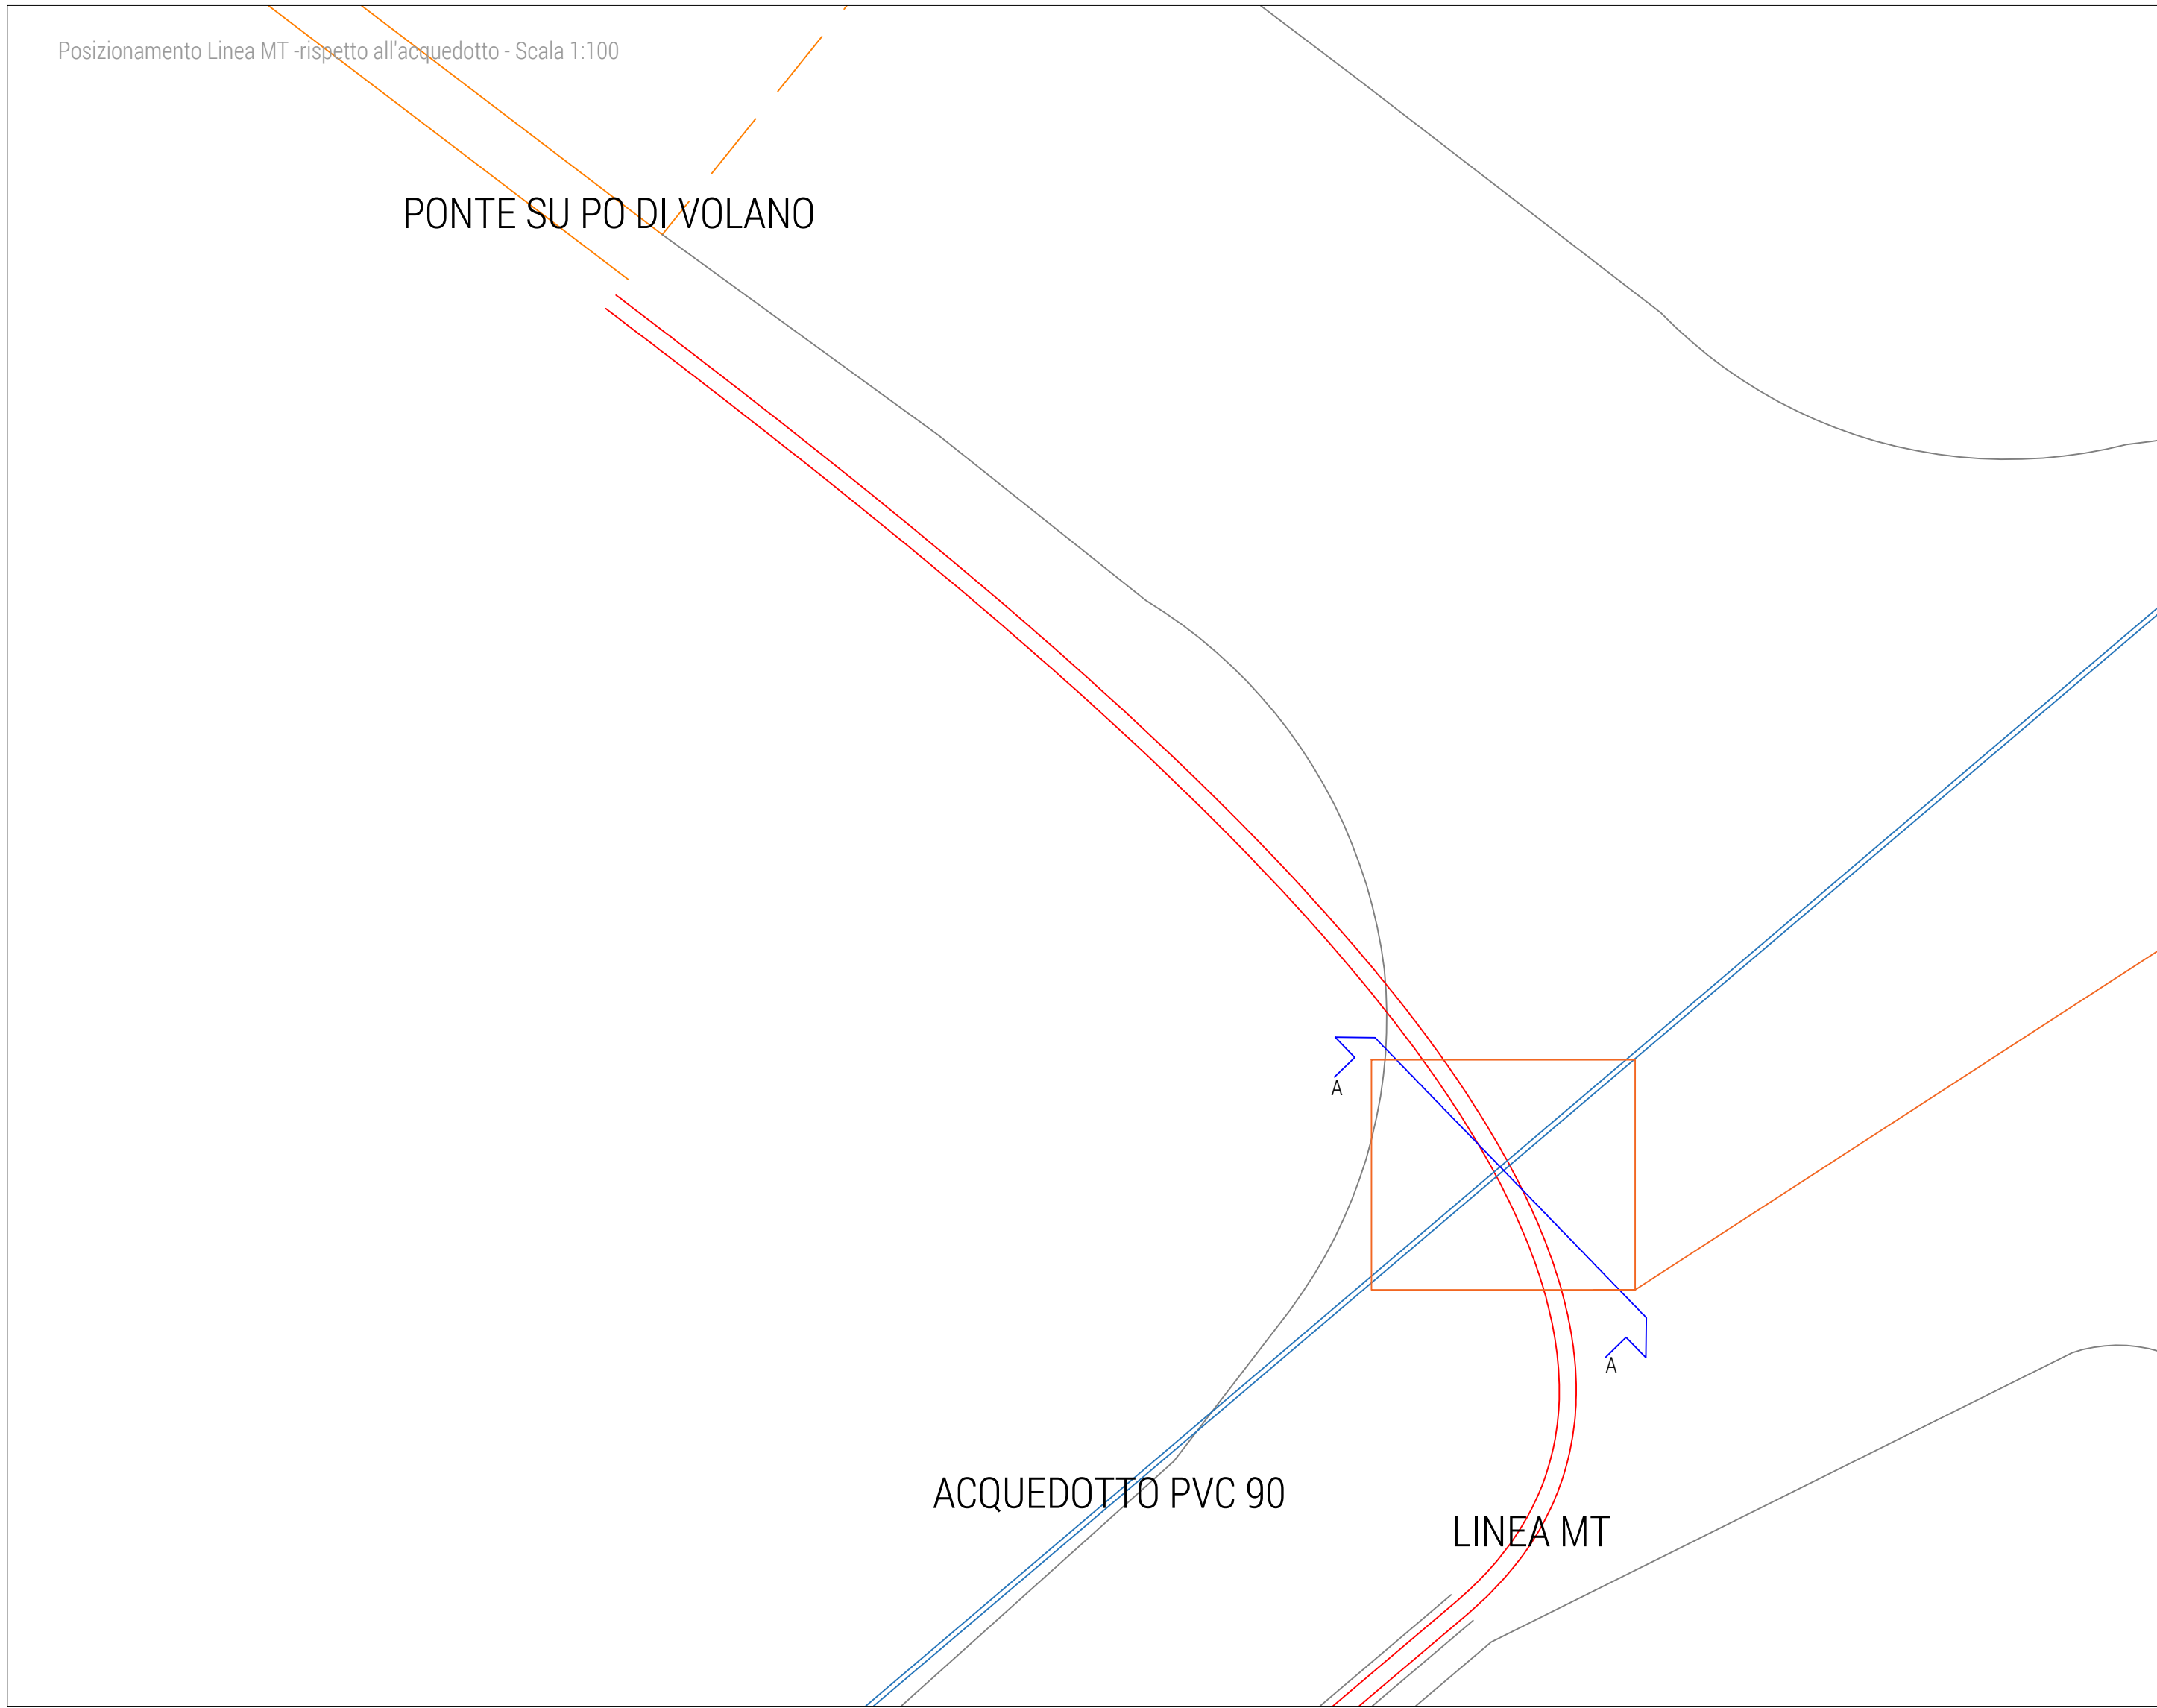 Posizionamento Linea MT -rispetto all'acquedotto - Scala 1:100
PONTE SU PO DI VOLANO
A
A
ACQUEDOTTO PVC 90
LINEA MT